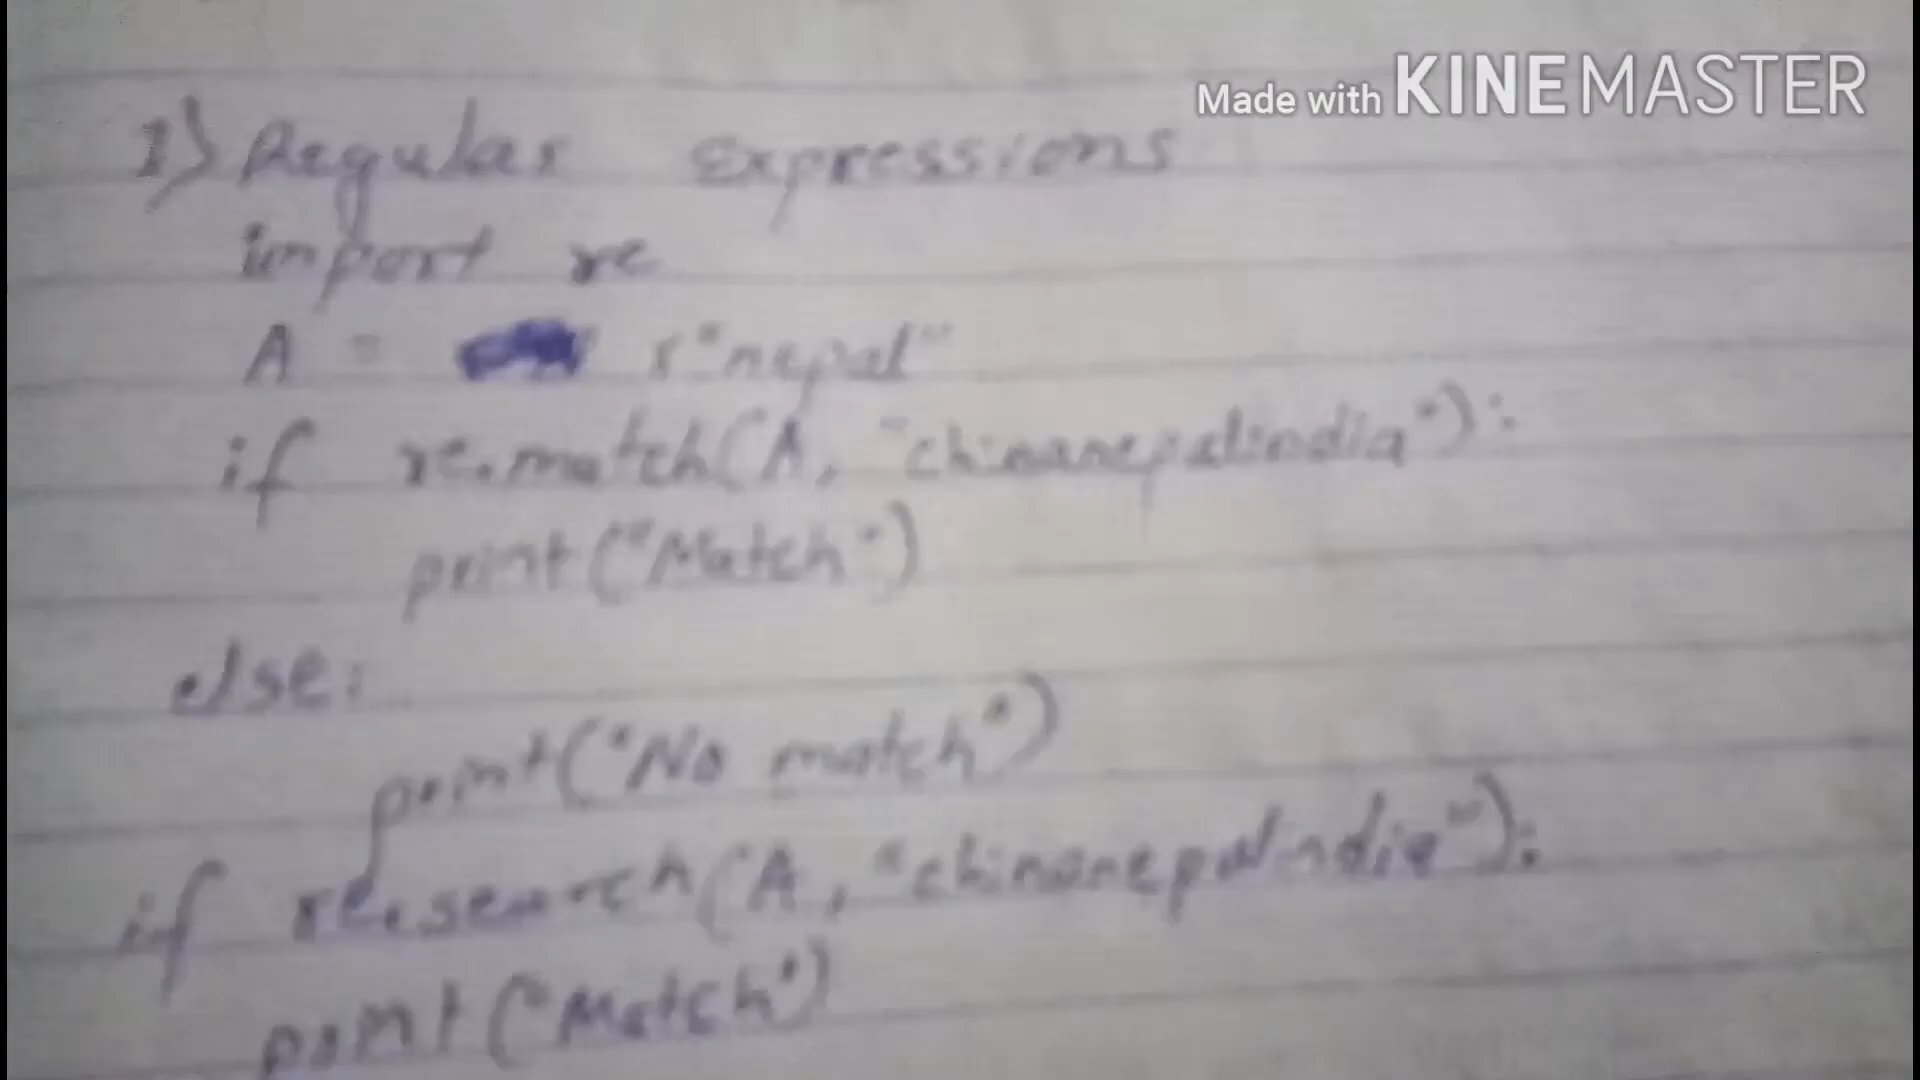 Made with KINEMASTER
1) Regular expressions
import re
A = r"nepal"
if re.match(A, "chinanepalindia"):
print("Match")
else:
print("No match")
if re.search(A, "chinanepalindia"):
print("Match")